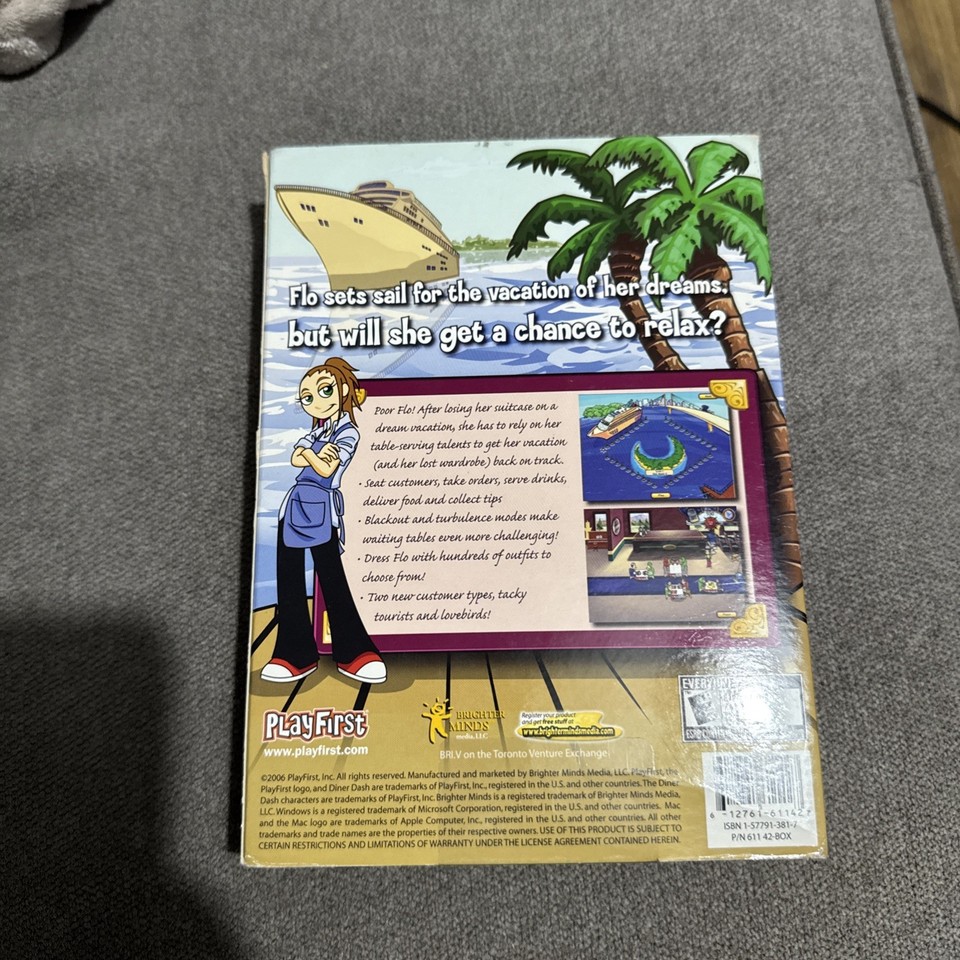 Flo sets sail for the vacation of her dreams,
but will she get a chance to relax?
Poor Flo! After losing her suitcase on a
dream vacation, she has to rely on her
table-serving talents to get her vacation
(and her lost wardrobe) back on track.
· Seat customers, take orders, serve drinks,
deliver food and collect tips
· Blackout and turbulence modes make
waiting tables even more challenging!
· Dress Flo with hundreds of outfits to
choose from!
· Two new customer types, tacky
tourists and lovebirds!
EVERYONE
PLAYFIRST
www.playfirst.com
BRIGHTER
MINDS
media, LLC
Register your product
and get free stuff at
www.brightermindsmedia.com
BRI.V on the Toronto Venture Exchange
©2006 PlayFirst, Inc. All rights reserved. Manufactured and marketed by Brighter Minds Media, LLC. PlayFirst, the
PlayFirst logo, and Diner Dash are trademarks of PlayFirst, Inc., registered in the U.S. and other countries. The Diner
Dash characters are trademarks of PlayFirst, Inc. Brighter Minds is a registered trademark of Brighter Minds Media,
LLC. Windows is a registered trademark of Microsoft Corporation, registered in the U.S. and other countries. Mac
and the Mac logo are trademarks of Apple Computer, Inc., registered in the U.S. and other countries. All other
trademarks and trade names are the properties of their respective owners. USE OF THIS PRODUCT IS SUBJECT TO
CERTAIN RESTRICTIONS AND LIMITATIONS OF WARRANTY UNDER THE LICENSE AGREEMENT CONTAINED HEREIN.
6 12761-61142
ISBN 1-57791-381-7
P/N 611 42-BOX